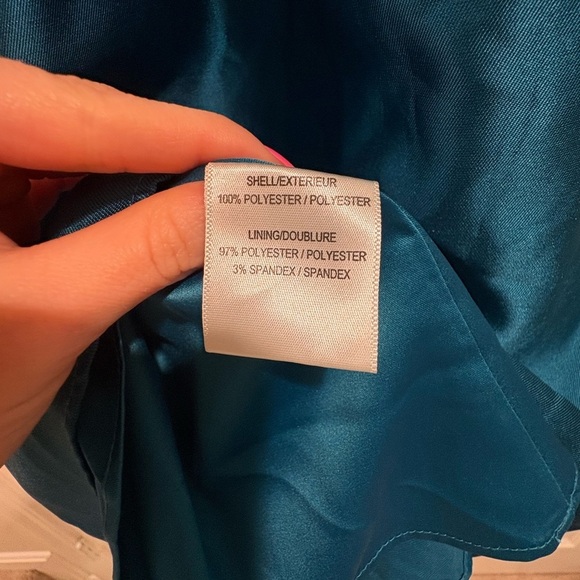 SHELL/EXTERIEUR
100% POLYESTER / POLYESTER
LINING/DOUBLURE
97% POLYESTER / POLYESTER
3% SPANDEX / SPANDEX